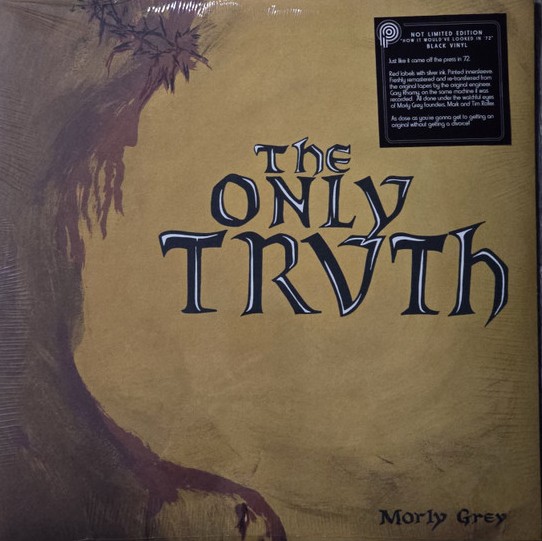 NOT LIMITED EDITION
"HOW IT WOULD'VE LOOKED IN '72"
BLACK VINYL
Just like it came off the press in '72.
Red labels with silver ink. Printed innersleeve.
Freshly remastered and re-transferred from
the original tapes by the original engineer,
Gary Rhamy, on the same machine it was
recorded. All done under the watchful eyes
of Morly Grey founders, Mark and Tim Roller.
As close as you're gonna get to getting an
original without getting a divorce!
The
ONLy
TRVTh
Morly Grey